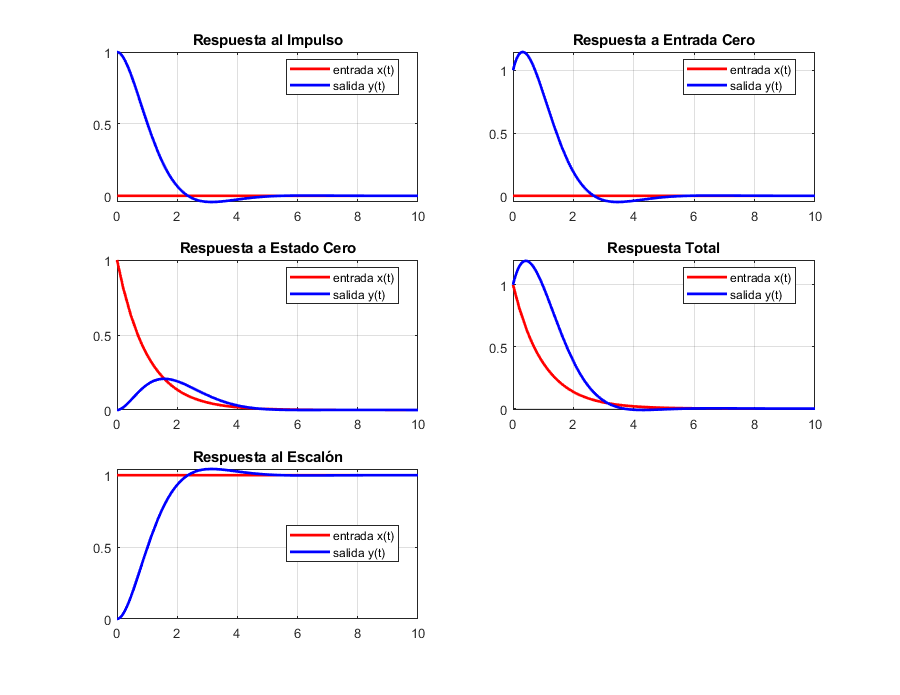 Respuesta al Impulso
1
0.5
0
0 2 4 6 8 10
entrada x(t)
salida y(t)
Respuesta a Entrada Cero
1
0.5
0
0 2 4 6 8 10
entrada x(t)
salida y(t)
Respuesta a Estado Cero
1
0.5
0
0 2 4 6 8 10
entrada x(t)
salida y(t)
Respuesta Total
1
0.5
0
0 2 4 6 8 10
entrada x(t)
salida y(t)
Respuesta al Escalón
1
0.5
0
0 2 4 6 8 10
entrada x(t)
salida y(t)